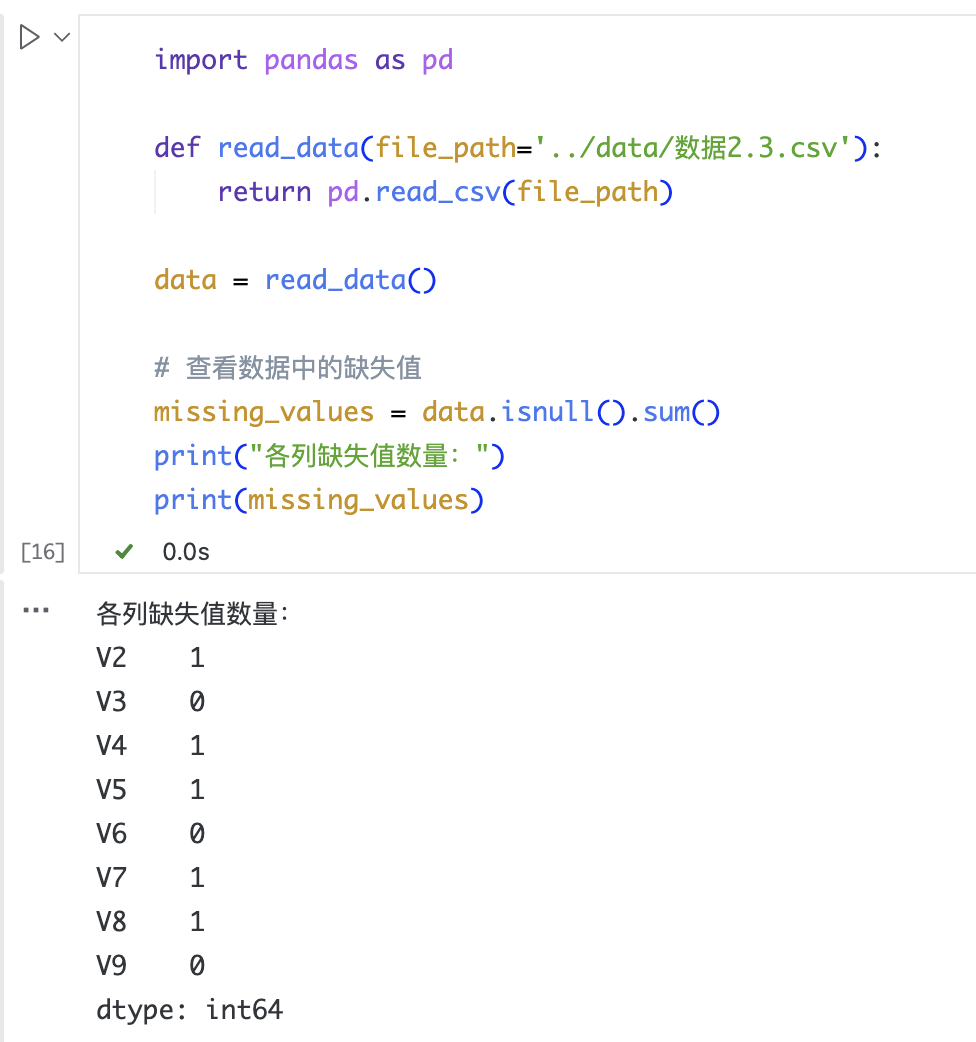 import pandas as pd
def read_data(file_path='../data/数据2.3.csv'):
return pd.read_csv(file_path)
data = read_data()
# 查看数据中的缺失值
missing_values = data.isnull().sum()
print("各列缺失值数量：")
print(missing_values)
[16] 0.0s
各列缺失值数量：
V2 1
V3 0
V4 1
V5 1
V6 0
V7 1
V8 1
V9 0
dtype: int64